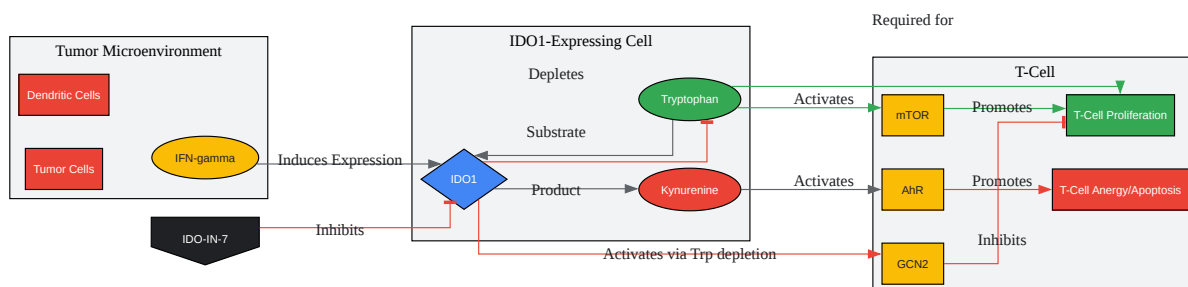 Required for
Tumor Microenvironment
IDO1-Expressing Cell
T-Cell
Dendritic Cells
Depletes
Tryptophan
Activates
mTOR
Promotes
T-Cell Proliferation
Substrate
Tumor Cells
IFN-gamma
Induces Expression
IDO1
Product
Kynurenine
Activates
AhR
Promotes
T-Cell Anergy/Apoptosis
IDO-IN-7
Inhibits
Activates via Trp depletion
GCN2
Inhibits